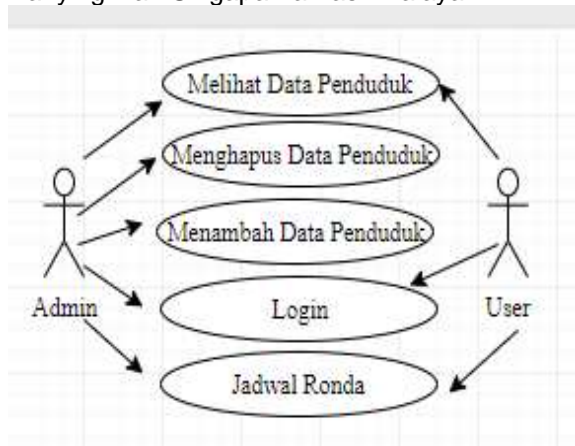 Melihat Data Penduduk
Menghapus Data Penduduk
Menambah Data Penduduk
Admin
Login
User
Jadwal Ronda